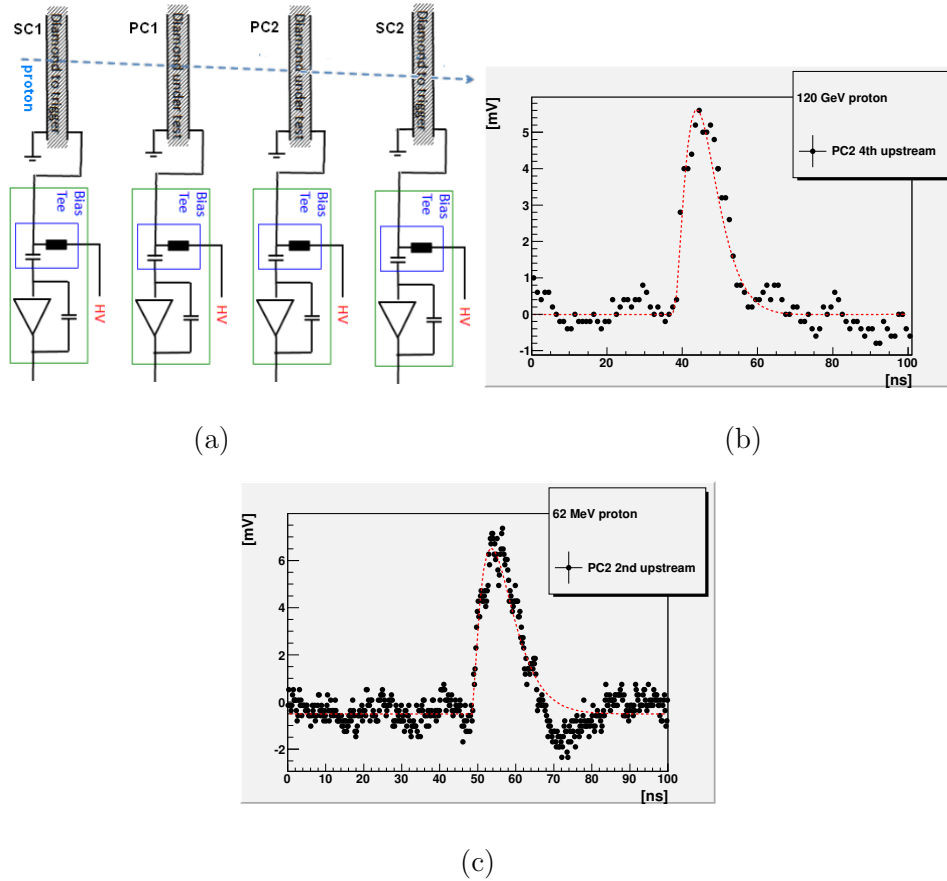 SC1 PC1 PC2 SC2
Diamond to trigger
Diamond under test
Diamond under test
Diamond to trigger
proton
Bias
Tee
HV
Bias
Tee
HV
Bias
Tee
HV
Bias
Tee
HV
(a)
[mV]
120 GeV proton
PC2 4th upstream
5
4
3
2
1
0
-1
0 20 40 60 80 100
[ns]
(b)
[mV]
62 MeV proton
PC2 2nd upstream
6
4
2
0
-2
0 10 20 30 40 50 60 70 80 90 100
[ns]
(c)